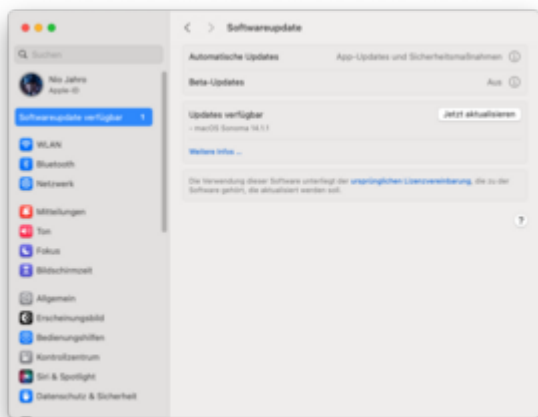 Softwareupdate
Suchen
Nio Jahro
Apple-ID
Softwareupdate verfügbar 1
WLAN
Bluetooth
Netzwerk
Mitteilungen
Ton
Fokus
Bildschirmzeit
Allgemein
Erscheinungsbild
Bedienungshilfen
Kontrollzentrum
Siri & Spotlight
Datenschutz & Sicherheit
Automatische Updates App-Updates und Sicherheitsmaßnahmen
Beta-Updates Aus
Updates verfügbar Jetzt aktualisieren
- macOS Sonoma 14.1.1
Weitere Infos ...
Die Verwendung dieser Software unterliegt der ursprünglichen Lizenzvereinbarung, die zu der
Software gehört, die aktualisiert werden soll.
?